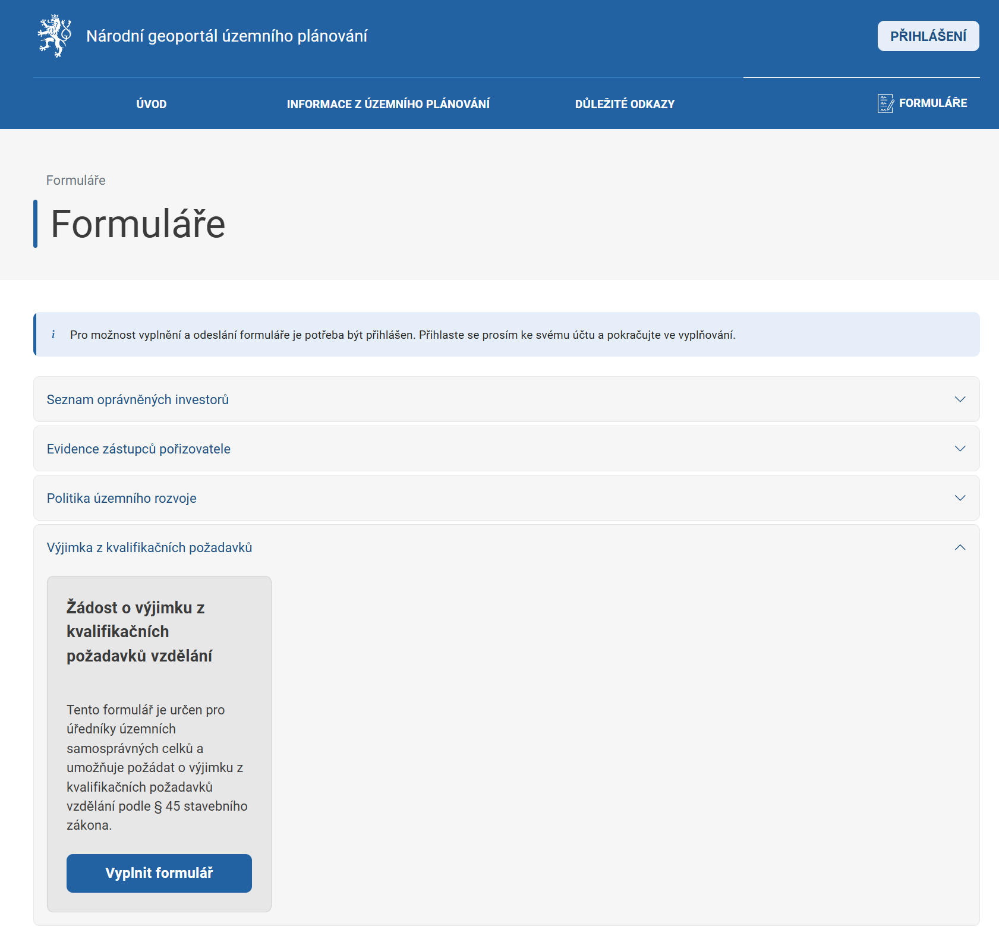 Národní geoportál územního plánování
PŘIHLÁŠENÍ
ÚVOD
INFORMACE Z ÚZEMNÍHO PLÁNOVÁNÍ
DŮLEŽITÉ ODKAZY
FORMULÁŘE
Formuláře
Formuláře
i Pro možnost vyplnění a odeslání formuláře je potřeba být přihlášen. Přihlaste se prosím ke svému účtu a pokračujte ve vyplňování.
Seznam oprávněných investorů
Evidence zástupců pořizovatele
Politika územního rozvoje
Výjimka z kvalifikačních požadavků
Žádost o výjimku z
kvalifikačních
požadavků vzdělání
Tento formulář je určen pro
úředníky územních
samosprávných celků a
umožňuje požádat o výjimku z
kvalifikačních požadavků
vzdělání podle § 45 stavebního
zákona.
Vyplnit formulář